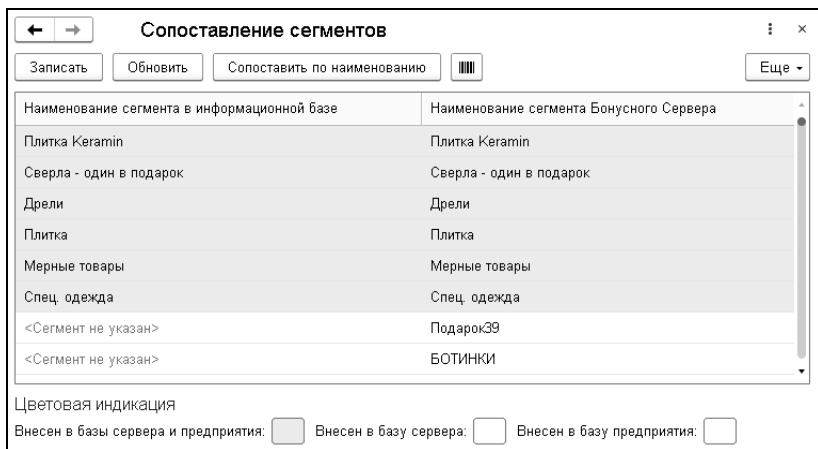 Сопоставление сегментов
Записать Обновить Сопоставить по наименованию Еще
Наименование сегмента в информационной базе Наименование сегмента Бонусного Сервера
Плитка Keramin Плитка Keramin
Сверла - один в подарок Сверла - один в подарок
Дрели Дрели
Плитка Плитка
Мерные товары Мерные товары
Спец. одежда Спец. одежда
<Сегмент не указан> Подарок39
<Сегмент не указан> БОТИНКИ
Цветовая индикация
Внесен в базы сервера и предприятия: Внесен в базу сервера: Внесен в базу предприятия: